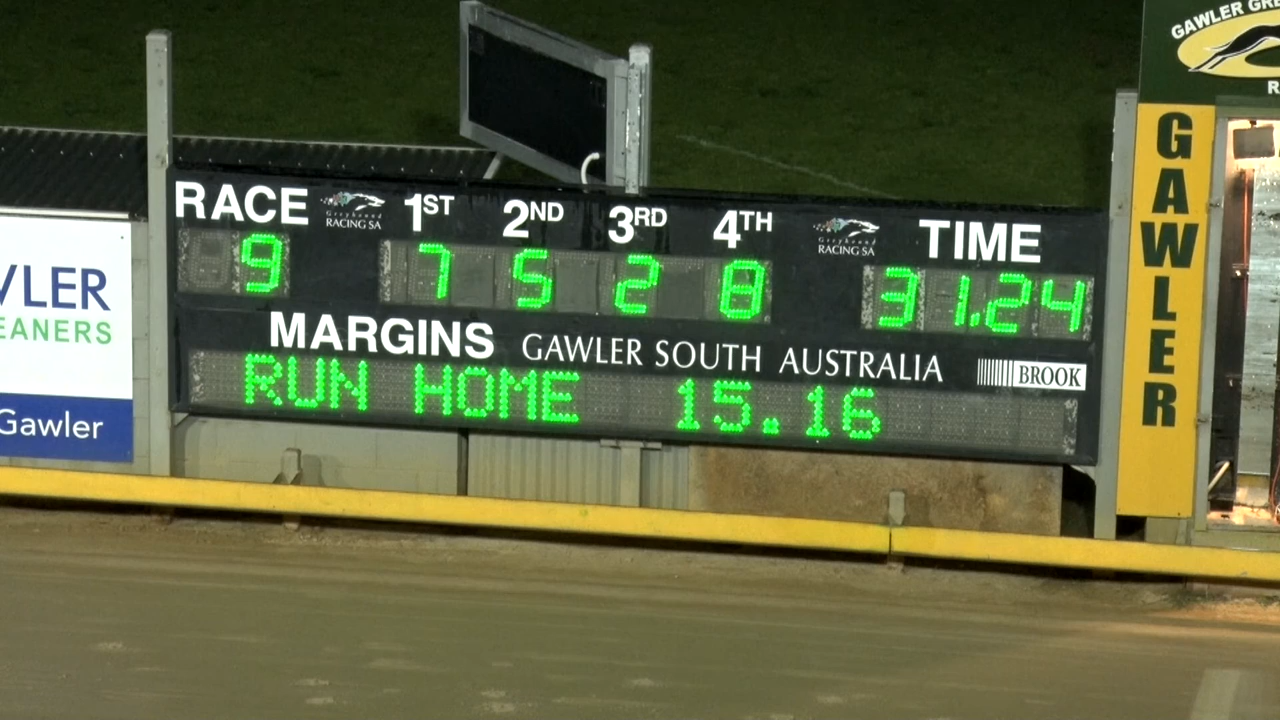 GAWLER GRE
R
GAWLER
RACE 1ST 2ND 3RD 4TH TIME
Greyhound RACING SA
Greyhound RACING SA
9 7 5 2 8 31.24
MARGINS GAWLER SOUTH AUSTRALIA BROOK
RUN HOME 15.16
VLER
EANERS
Gawler